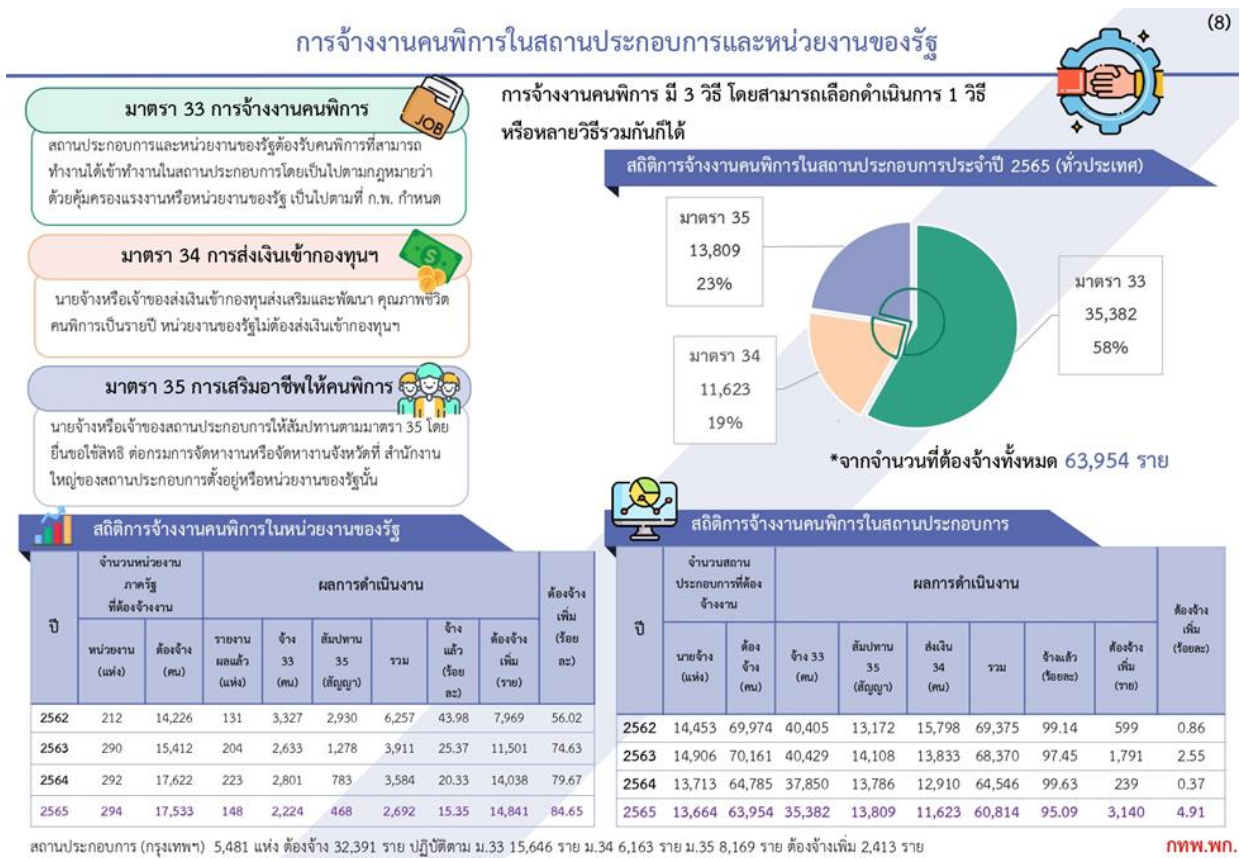 (8)
การจ้างงานคนพิการในสถานประกอบการและหน่วยงานของรัฐ
มาตรา 33 การจ้างงานคนพิการ
JOB
สถานประกอบการและหน่วยงานของรัฐต้องรับคนพิการที่สามารถ
ทำงานได้เข้าทำงานในสถานประกอบการโดยเป็นไปตามกฎหมายว่า
ด้วยคุ้มครองแรงงานหรือหน่วยงานของรัฐ เป็นไปตามที่ ก.พ. กำหนด
มาตรา 34 การส่งเงินเข้ากองทุนฯ
นายจ้างหรือเจ้าของส่งเงินเข้ากองทุนส่งเสริมและพัฒนา คุณภาพชีวิต
คนพิการเป็นรายปี หน่วยงานของรัฐไม่ต้องส่งเงินเข้ากองทุนฯ
มาตรา 35 การเสริมอาชีพให้คนพิการ
นายจ้างหรือเจ้าของสถานประกอบการให้สัมปทานตามมาตรา 35 โดย
ยื่นขอใช้สิทธิ ต่อกรมการจัดหางานหรือจัดหางานจังหวัดที่ สำนักงาน
ใหญ่ของสถานประกอบการตั้งอยู่หรือหน่วยงานของรัฐนั้น
การจ้างงานคนพิการ มี 3 วิธี โดยสามารถเลือกดำเนินการ 1 วิธี
หรือหลายวิธีรวมกันก็ได้
สถิติการจ้างงานคนพิการในสถานประกอบการประจำปี 2565 (ทั่วประเทศ)
มาตรา 35
13,809
23%
มาตรา 33
35,382
58%
มาตรา 34
11,623
19%
*จากจำนวนที่ต้องจ้างทั้งหมด 63,954 ราย
สถิติการจ้างงานคนพิการในหน่วยงานของรัฐ
ปี
จำนวนหน่วยงาน
ภาครัฐ
ที่ต้องจ้างงาน
ผลการดำเนินงาน
ต้องจ้าง
เพิ่ม
(ร้อย
ละ)
หน่วยงาน
(แห่ง)
ต้องจ้าง
(คน)
รายงาน
ผลแล้ว
(แห่ง)
จ้าง
33
(คน)
สัมปทาน
35
(สัญญา)
รวม
จ้าง
แล้ว
(ร้อย
ละ)
ต้องจ้าง
เพิ่ม
(ราย)
2562 212 14,226 131 3,327 2,930 6,257 43.98 7,969 56.02
2563 290 15,412 204 2,633 1,278 3,911 25.37 11,501 74.63
2564 292 17,622 223 2,801 783 3,584 20.33 14,038 79.67
2565 294 17,533 148 2,224 468 2,692 15.35 14,841 84.65
สถิติการจ้างงานคนพิการในสถานประกอบการ
ปี
จำนวนสถาน
ประกอบการที่ต้อง
จ้างงาน
ผลการดำเนินงาน
ต้องจ้าง
เพิ่ม
(ร้อยละ)
นายจ้าง
(แห่ง)
ต้อง
จ้าง
(คน)
จ้าง 33
(คน)
สัมปทาน
35
(สัญญา)
ส่งเงิน
34
(คน)
รวม
จ้างแล้ว
(ร้อยละ)
ต้องจ้าง
เพิ่ม
(ราย)
2562 14,453 69,974 40,405 13,172 15,798 69,375 99.14 599 0.86
2563 14,906 70,161 40,429 14,108 13,833 68,370 97.45 1,791 2.55
2564 13,713 64,785 37,850 13,786 12,910 64,546 99.63 239 0.37
2565 13,664 63,954 35,382 13,809 11,623 60,814 95.09 3,140 4.91
สถานประกอบการ (กรุงเทพฯ) 5,481 แห่ง ต้องจ้าง 32,391 ราย ปฏิบัติตาม ม.33 15,646 ราย ม.34 6,163 ราย ม.35 8,169 ราย ต้องจ้างเพิ่ม 2,413 ราย
กทพ.พก.